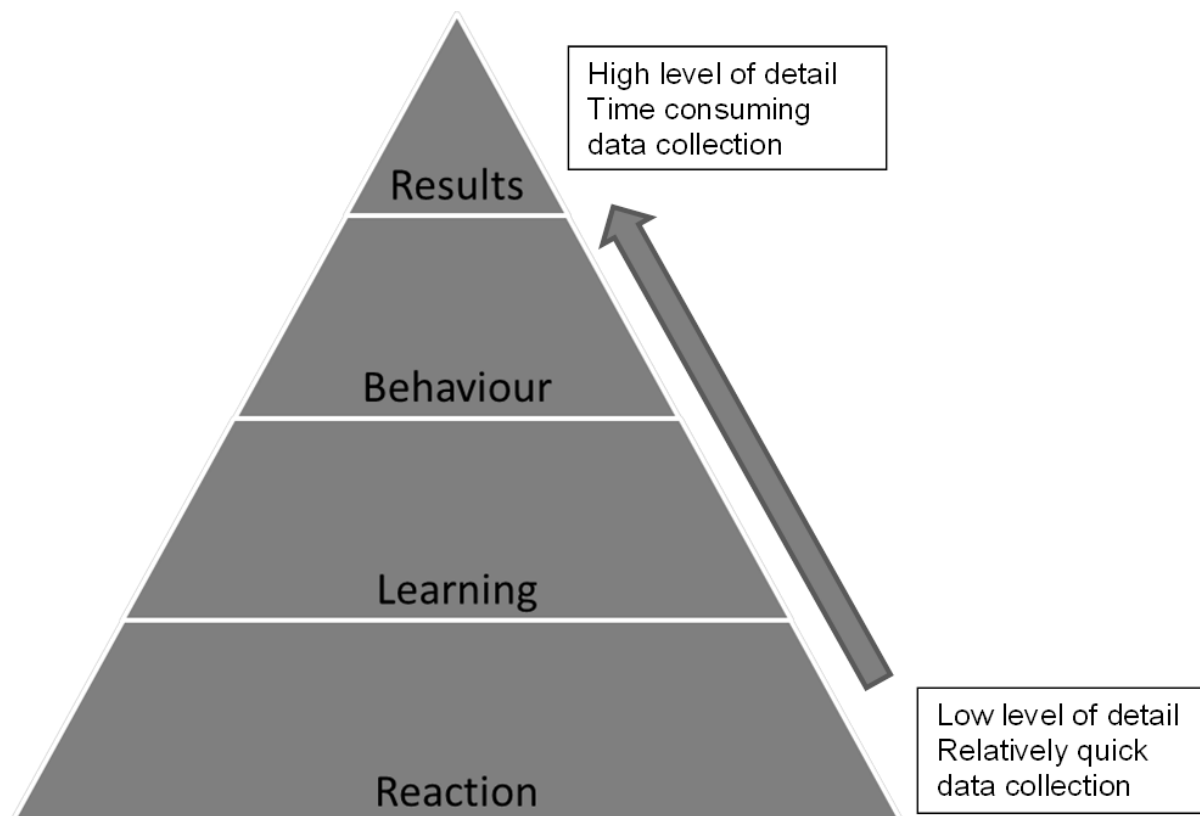 High level of detail
Time consuming
data collection
Results
Behaviour
Learning
Reaction
Low level of detail
Relatively quick
data collection